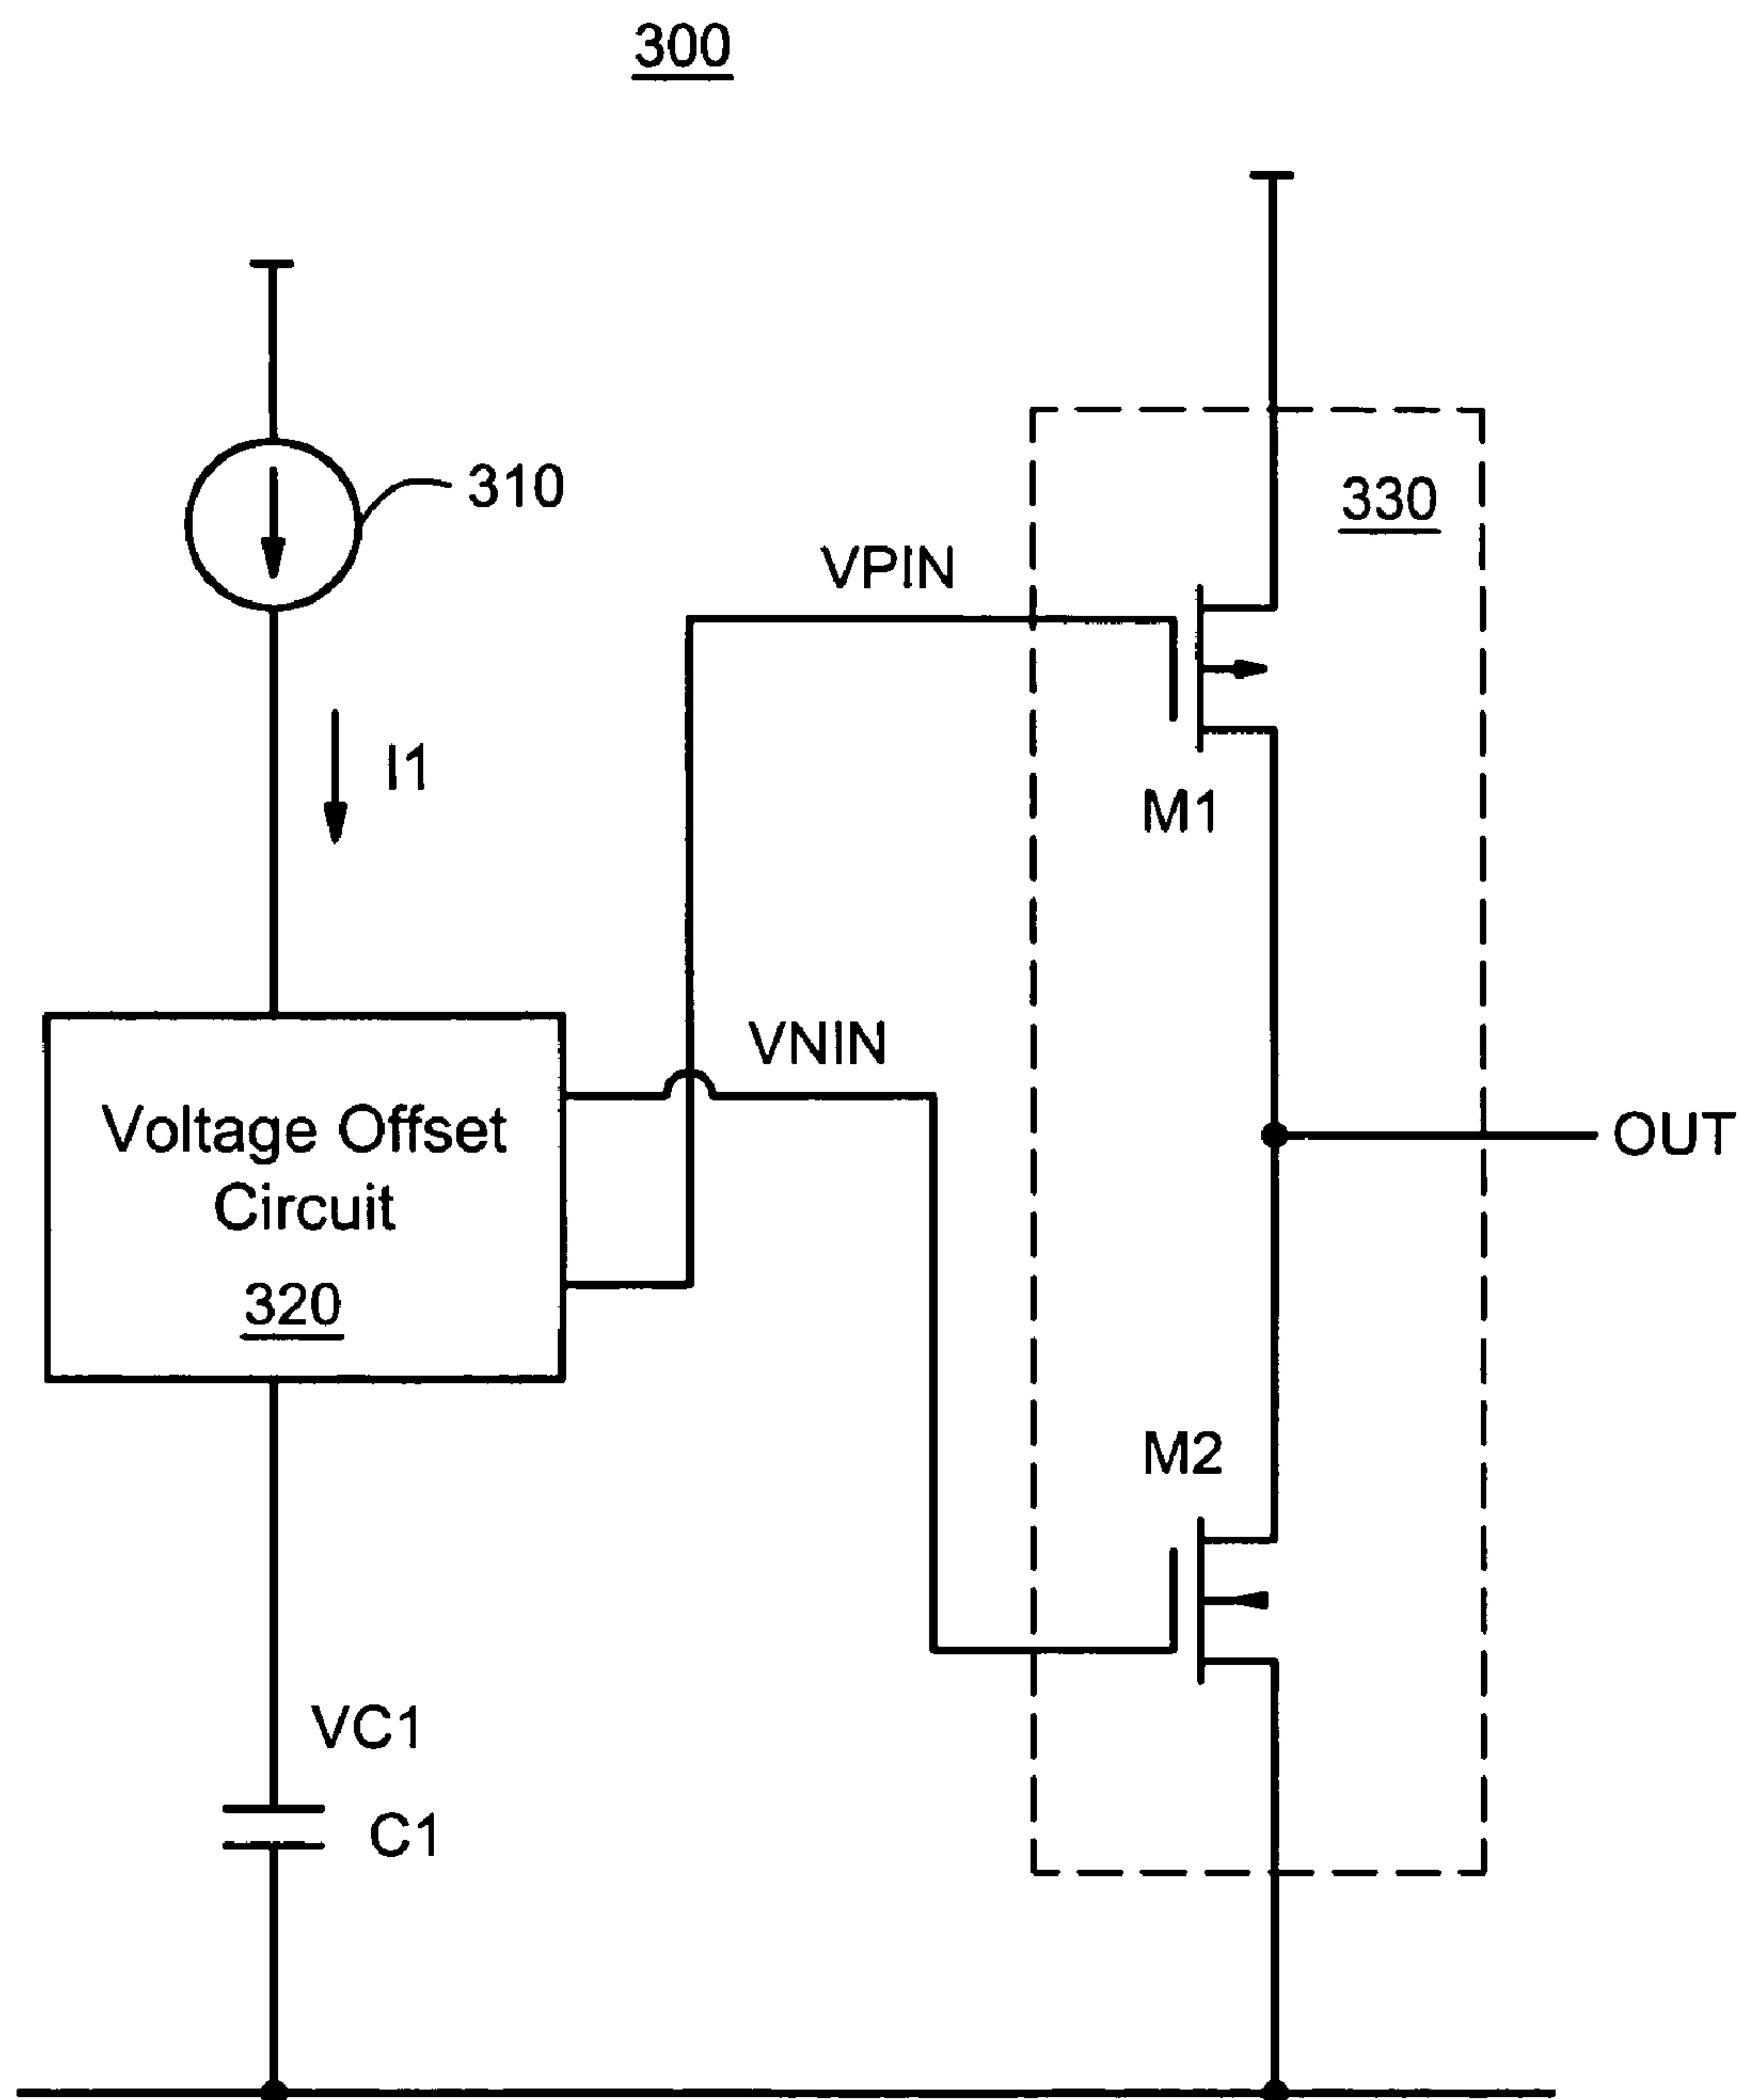 300
310
330
VPIN
I1
M1
VNIN
Voltage Offset
Circuit
320
OUT
M2
VC1
C1